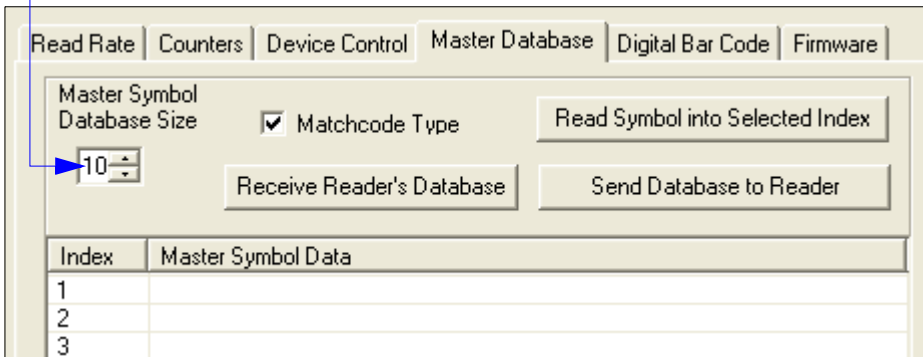 Read Rate Counters Device Control Master Database Digital Bar Code Firmware
Master Symbol
Database Size
Matchcode Type
Read Symbol into Selected Index
10
Receive Reader's Database
Send Database to Reader
Index Master Symbol Data
1
2
3